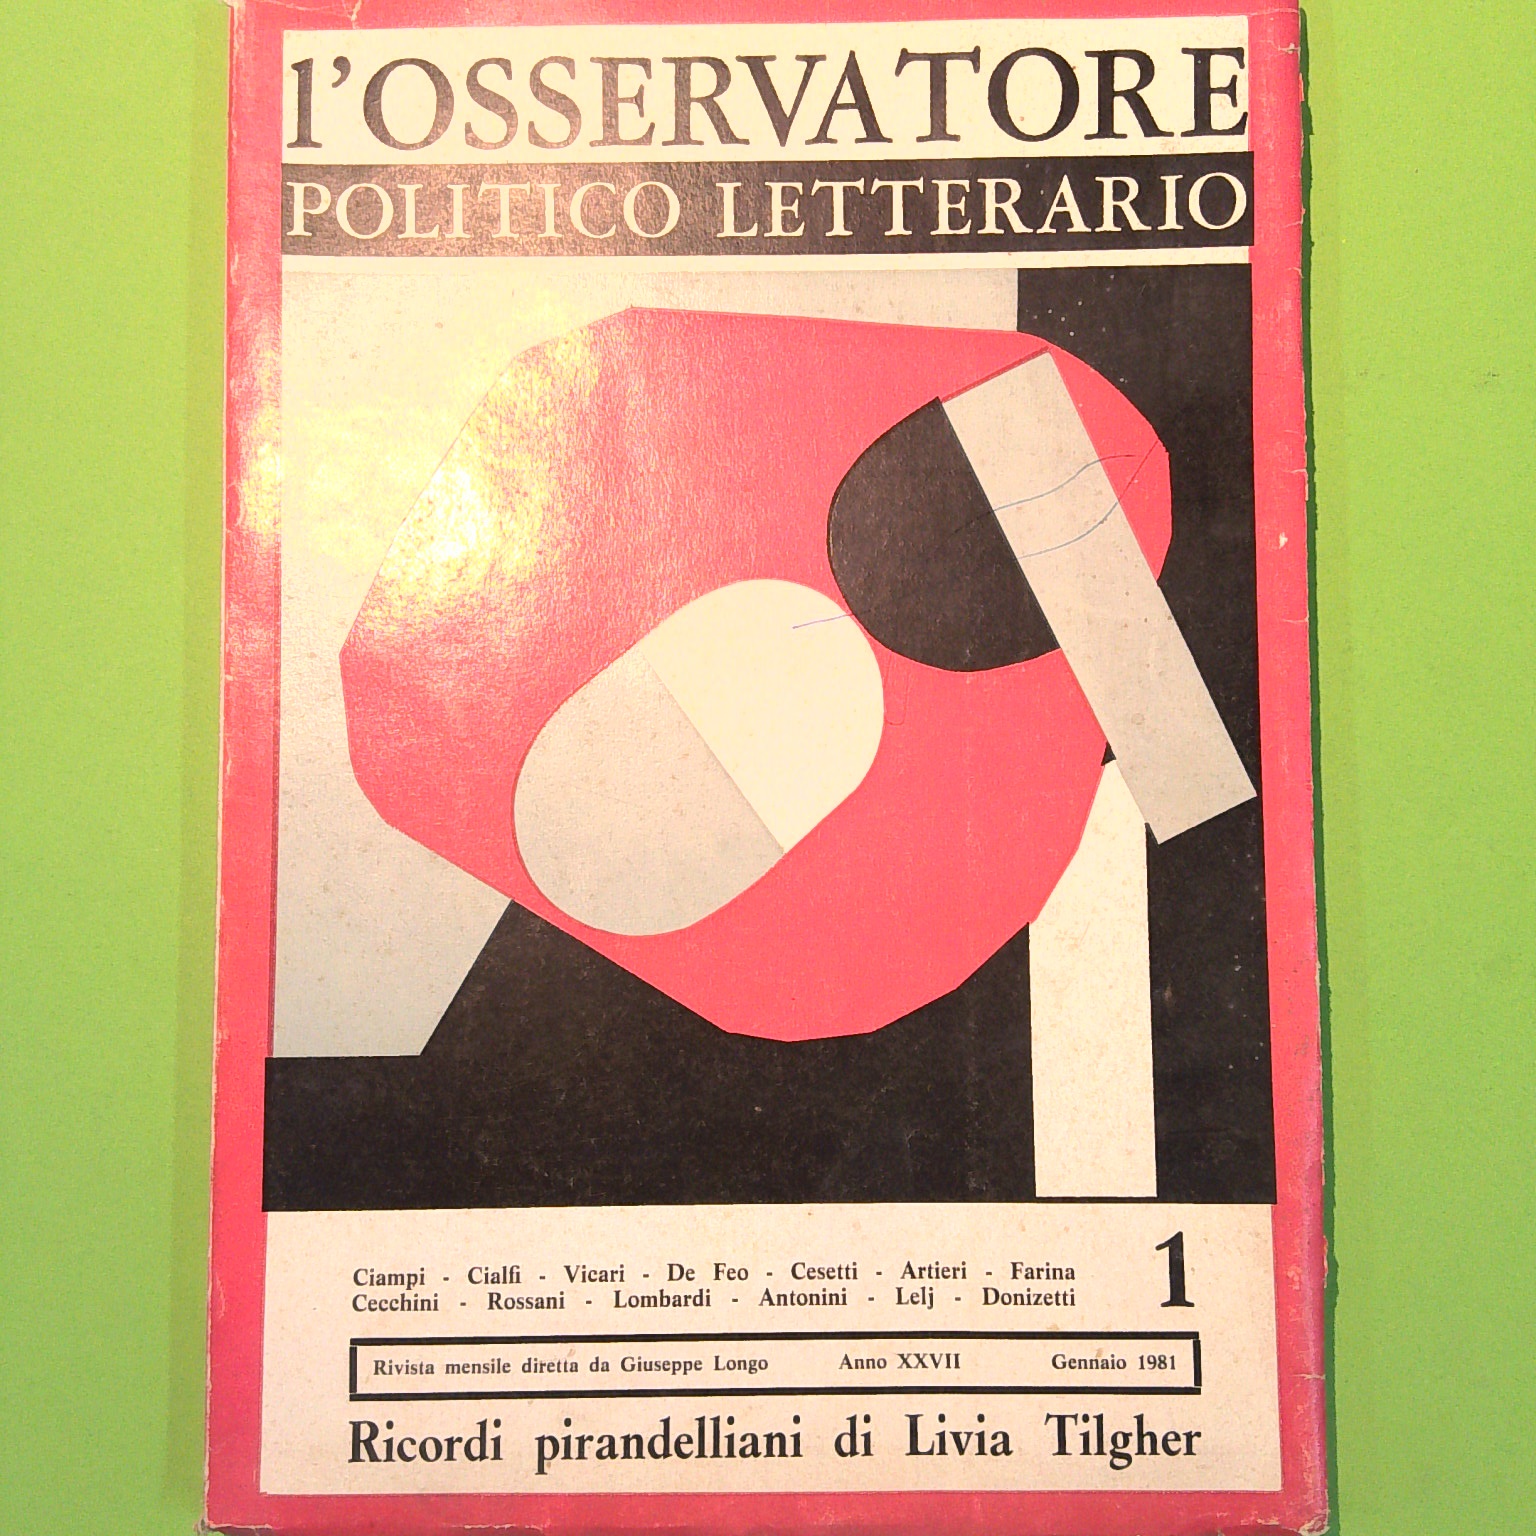 l'OSSERVATORE
POLITICO LETTERARIO
Ciampi - Cialfi - Vicari - De Feo - Cesetti - Artieri - Farina
Cecchini - Rossani - Lombardi - Antonini - Lelj - Donizetti
1
Rivista mensile diretta da Giuseppe Longo Anno XXVII Gennaio 1981
Ricordi pirandelliani di Livia Tilgher